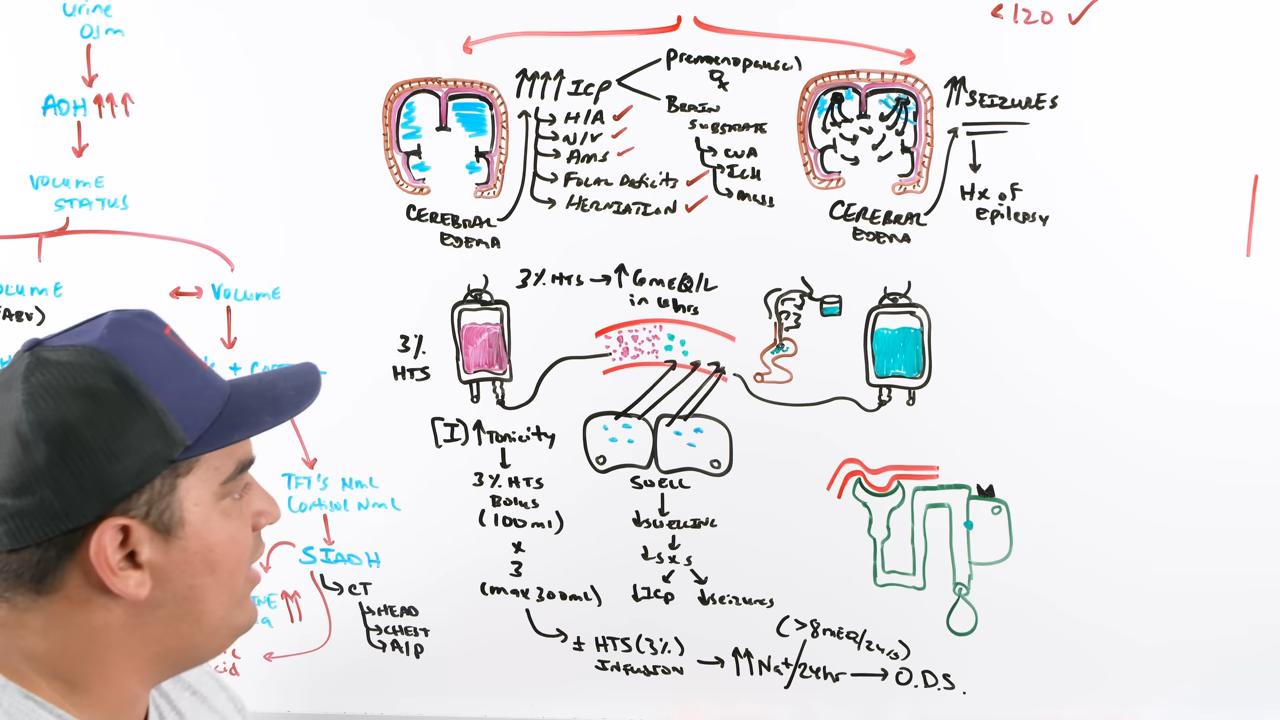 urine
Osm
ADH
VOLUME
STATUS
VOLUME
TFT's NmL
Cortisol NmL
SIADH
CT
HEAD
CHEST
A/P
<120 ✓
↑↑↑↑ICP
H/A ✓
N/V ✓
AMS ✓
FOCAL Deficits ✓
HERNIATION ✓
premenopausal
BRAIN
SUBSTRATE
CVA
ICH
MASS
CEREBRAL
EDEMA
CEREBRAL
EDEMA
↑↑SEIZURES
Hx of
epilepsy
3% HTS → ↑ 6mEQ/L
in 6hrs
3%
HTS
[I] ↑Tonicity
3% HTS
Bolus
(100ml)
x
3
(max 300mL)
± HTS (3%)
INFUSION
→ ↑↑Na+/24hr → O.D.S.
(>8mEQ/24hrs)
SWELL
↓SWELLING
↓SXS
↓ICP
↓Seizures